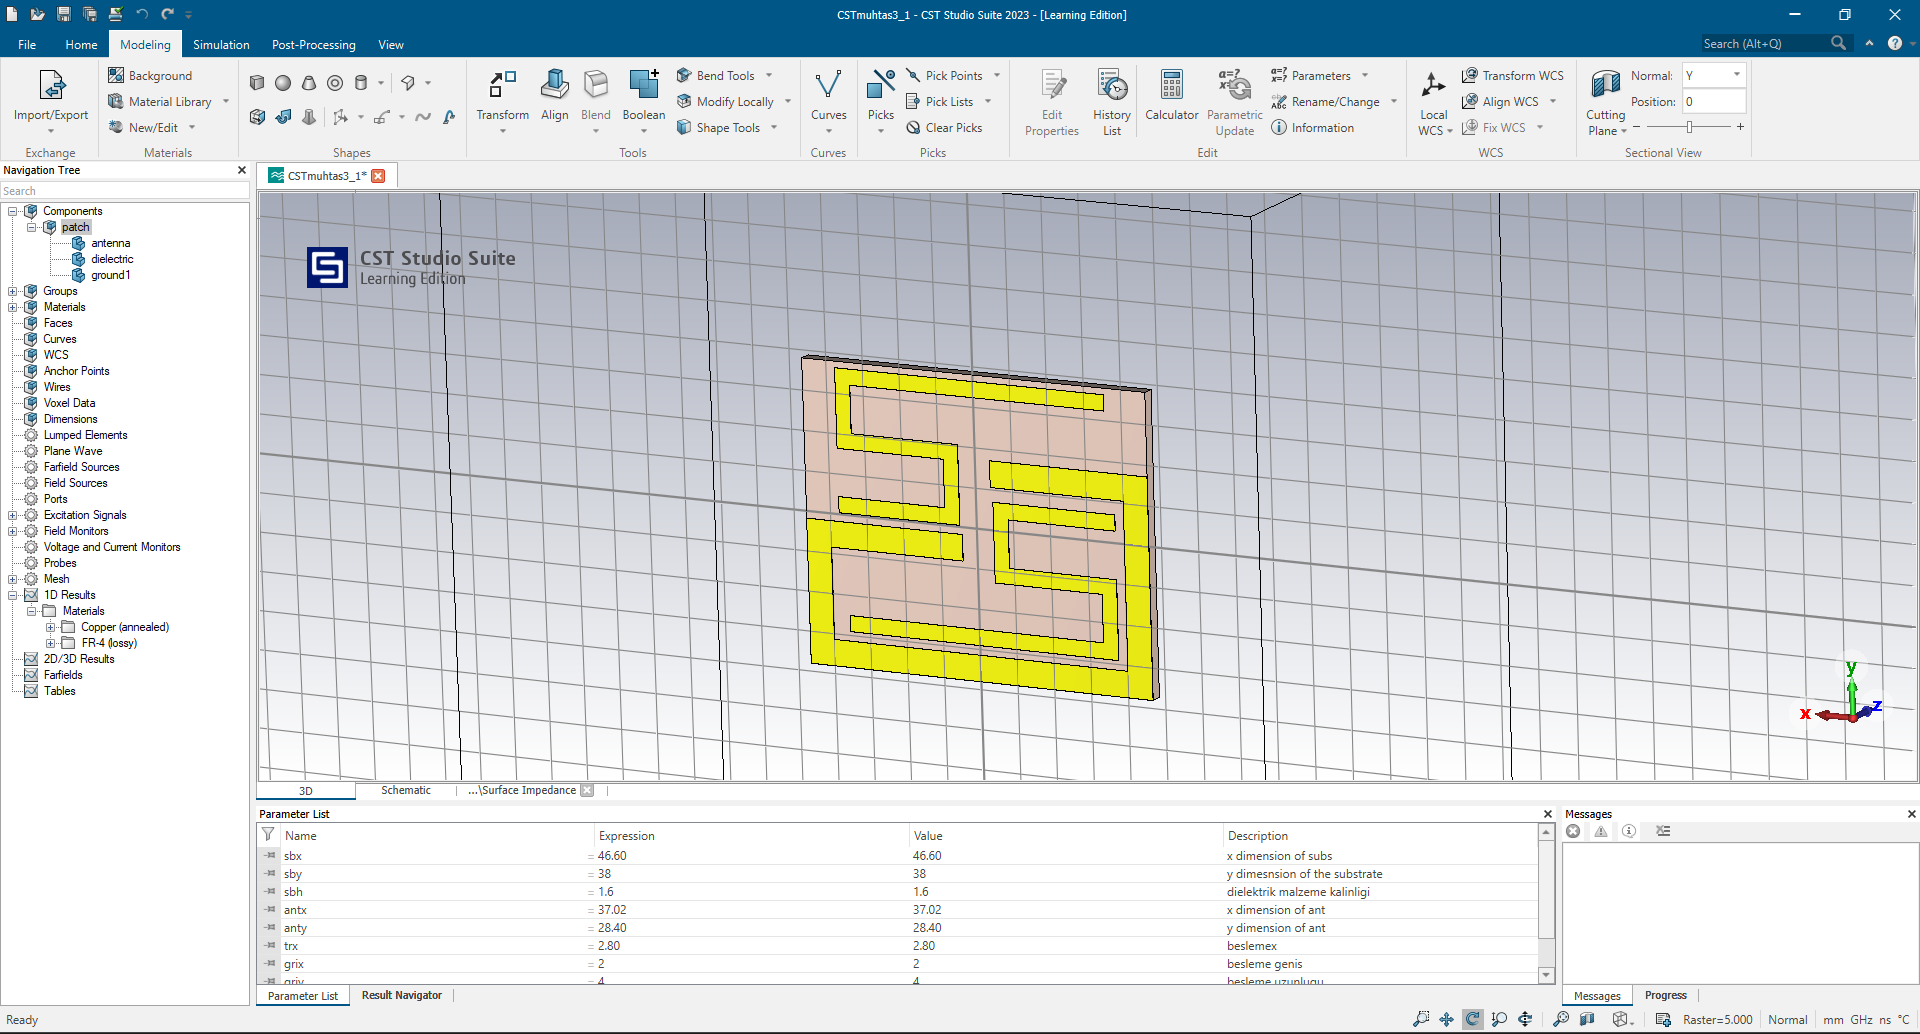 CSTmuhtas3_1 - CST Studio Suite 2023 - [Learning Edition]
File Home Modeling Simulation Post-Processing View
Search (Alt+Q)
Import/Export
Exchange
Background
Material Library
New/Edit
Materials
Shapes
Transform
Align
Blend
Boolean
Bend Tools
Modify Locally
Shape Tools
Tools
Curves
Curves
Picks
Pick Points
Pick Lists
Clear Picks
Picks
Edit Properties
History List
Calculator
Parametric Update
Parameters
Rename/Change
Information
Edit
Local WCS
Transform WCS
Align WCS
Fix WCS
WCS
Cutting Plane
Normal: Y
Position: 0
Sectional View
Navigation Tree
Search
Components
patch
antenna
dielectric
ground1
Groups
Materials
Faces
Curves
WCS
Anchor Points
Wires
Voxel Data
Dimensions
Lumped Elements
Plane Wave
Farfield Sources
Field Sources
Ports
Excitation Signals
Field Monitors
Voltage and Current Monitors
Probes
Mesh
1D Results
Materials
Copper (annealed)
FR-4 (lossy)
2D/3D Results
Farfields
Tables
CSTmuhtas3_1*
CST Studio Suite
Learning Edition
y
x
z
3D Schematic ...\Surface Impedance
Parameter List
Name Expression Value Description
sbx = 46.60 46.60 x dimension of subs
sby = 38 38 y dimesnsion of the substrate
sbh = 1.6 1.6 dielektrik malzeme kalinligi
antx = 37.02 37.02 x dimension of ant
anty = 28.40 28.40 y dimension of ant
trx = 2.80 2.80 beslemex
grix = 2 2 besleme genis
griy = 4 4 besleme uzunlugu
Parameter List Result Navigator
Messages
Messages Progress
Ready
Raster=5.000 Normal mm GHz ns °C